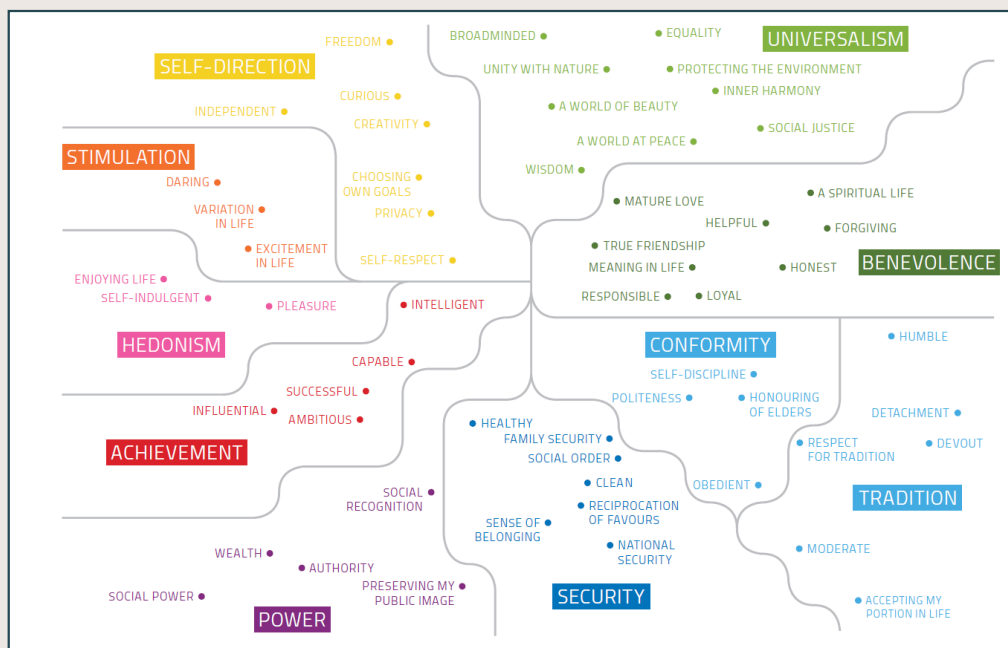 SELF-DIRECTION
FREEDOM
CURIOUS
INDEPENDENT
CREATIVITY
CHOOSING
OWN GOALS
PRIVACY
SELF-RESPECT
UNIVERSALISM
BROADMINDED
EQUALITY
UNITY WITH NATURE
PROTECTING THE ENVIRONMENT
INNER HARMONY
A WORLD OF BEAUTY
SOCIAL JUSTICE
A WORLD AT PEACE
WISDOM
STIMULATION
DARING
VARIATION
IN LIFE
EXCITEMENT
IN LIFE
BENEVOLENCE
A SPIRITUAL LIFE
MATURE LOVE
HELPFUL
FORGIVING
TRUE FRIENDSHIP
MEANING IN LIFE
HONEST
RESPONSIBLE
LOYAL
ENJOYING LIFE
SELF-INDULGENT
PLEASURE
HEDONISM
INTELLIGENT
CAPABLE
SUCCESSFUL
INFLUENTIAL
AMBITIOUS
ACHIEVEMENT
CONFORMITY
SELF-DISCIPLINE
POLITENESS
HONOURING
OF ELDERS
OBEDIENT
HUMBLE
DETACHMENT
RESPECT
FOR TRADITION
DEVOUT
TRADITION
MODERATE
ACCEPTING MY
PORTION IN LIFE
HEALTHY
FAMILY SECURITY
SOCIAL ORDER
CLEAN
RECIPROCATION
OF FAVOURS
SENSE OF
BELONGING
NATIONAL
SECURITY
SECURITY
SOCIAL
RECOGNITION
WEALTH
AUTHORITY
PRESERVING MY
PUBLIC IMAGE
SOCIAL POWER
POWER